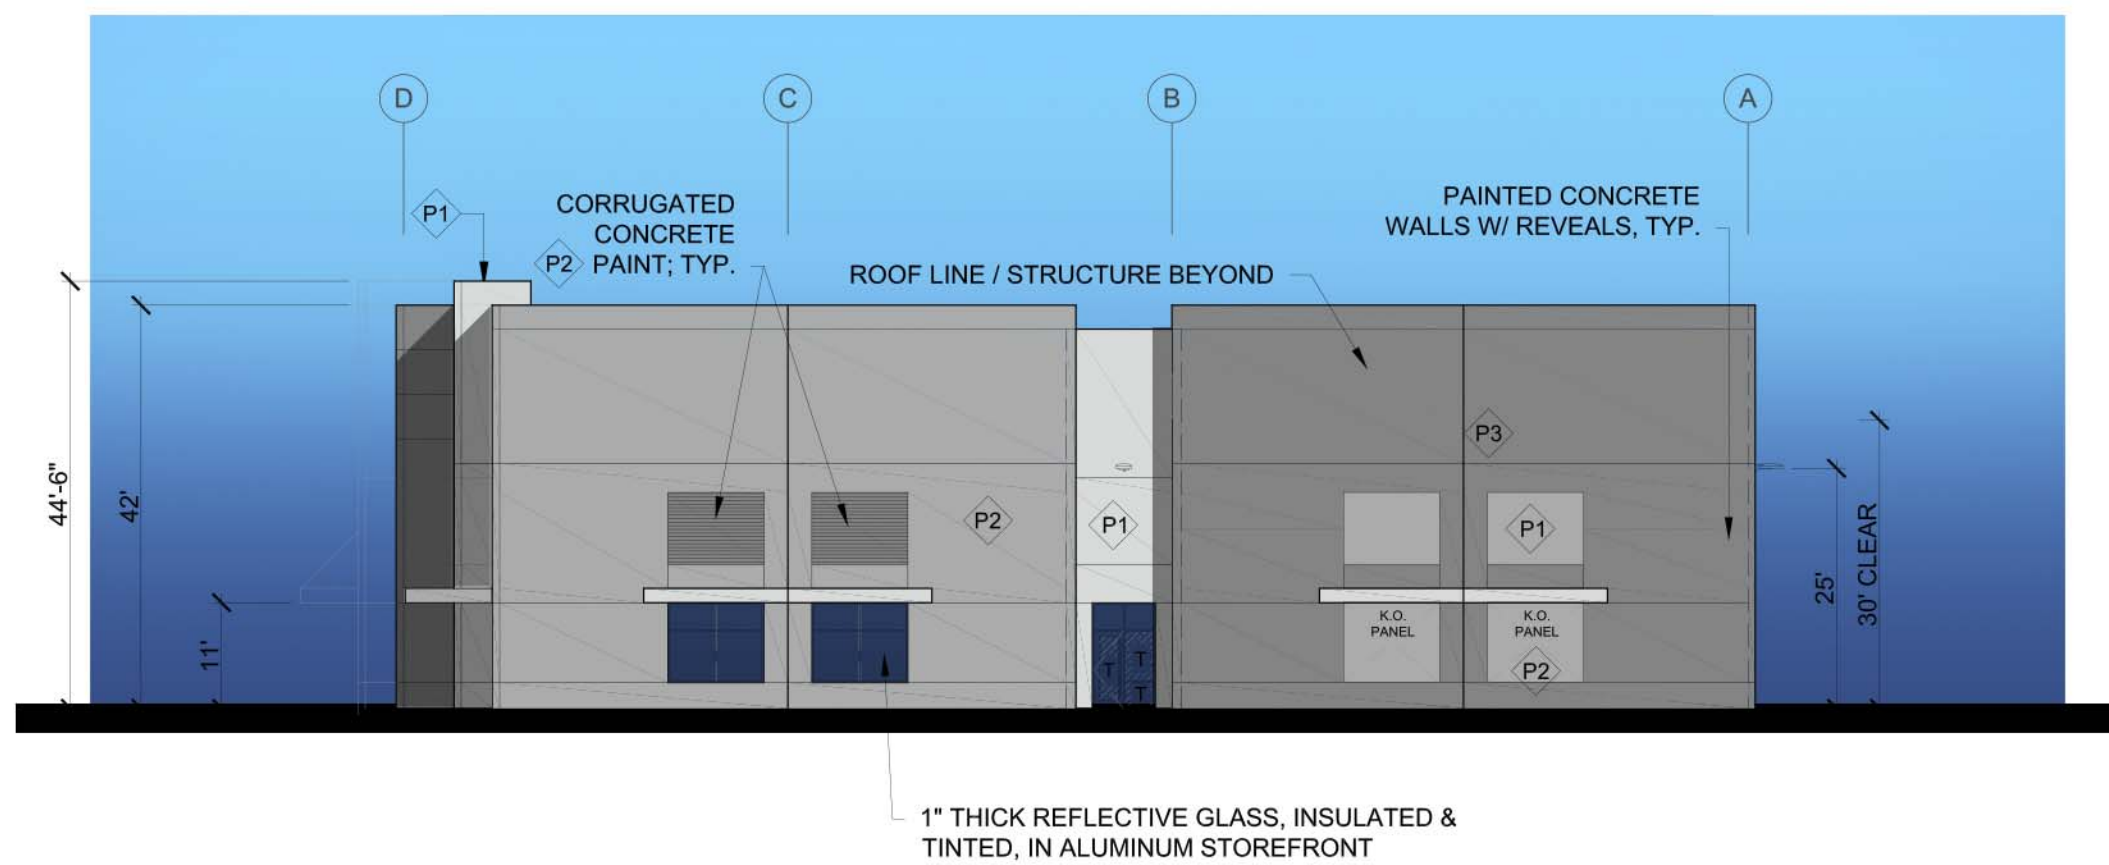 D
C
B
A
P1
CORRUGATED
CONCRETE
P2 PAINT; TYP.
PAINTED CONCRETE
WALLS W/ REVEALS, TYP.
ROOF LINE / STRUCTURE BEYOND
44'-6"
42'
11'
P3
P2
P1
P1
25'
30' CLEAR
K.O.
PANEL
K.O.
PANEL
P2
T
T
T
1" THICK REFLECTIVE GLASS, INSULATED &
TINTED, IN ALUMINUM STOREFRONT